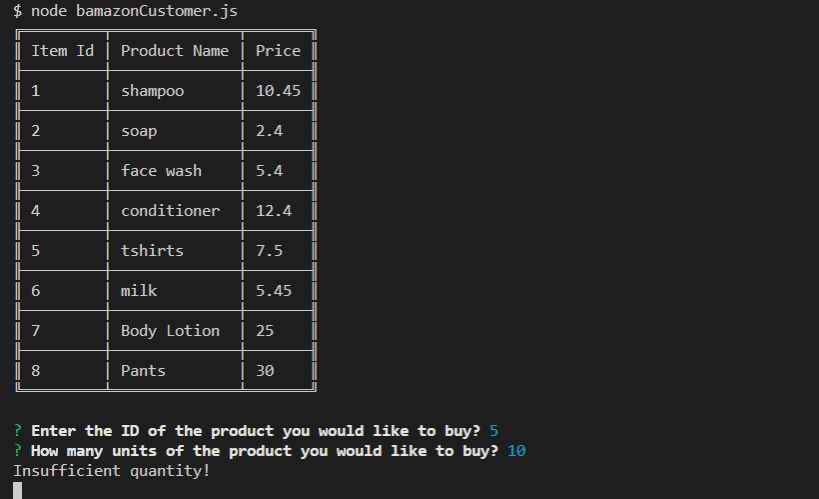 $ node bamazonCustomer.js
Item Id Product Name Price
1 shampoo 10.45
2 soap 2.4
3 face wash 5.4
4 conditioner 12.4
5 tshirts 7.5
6 milk 5.45
7 Body Lotion 25
8 Pants 30
? Enter the ID of the product you would like to buy? 5
? How many units of the product you would like to buy? 10
Insufficient quantity!